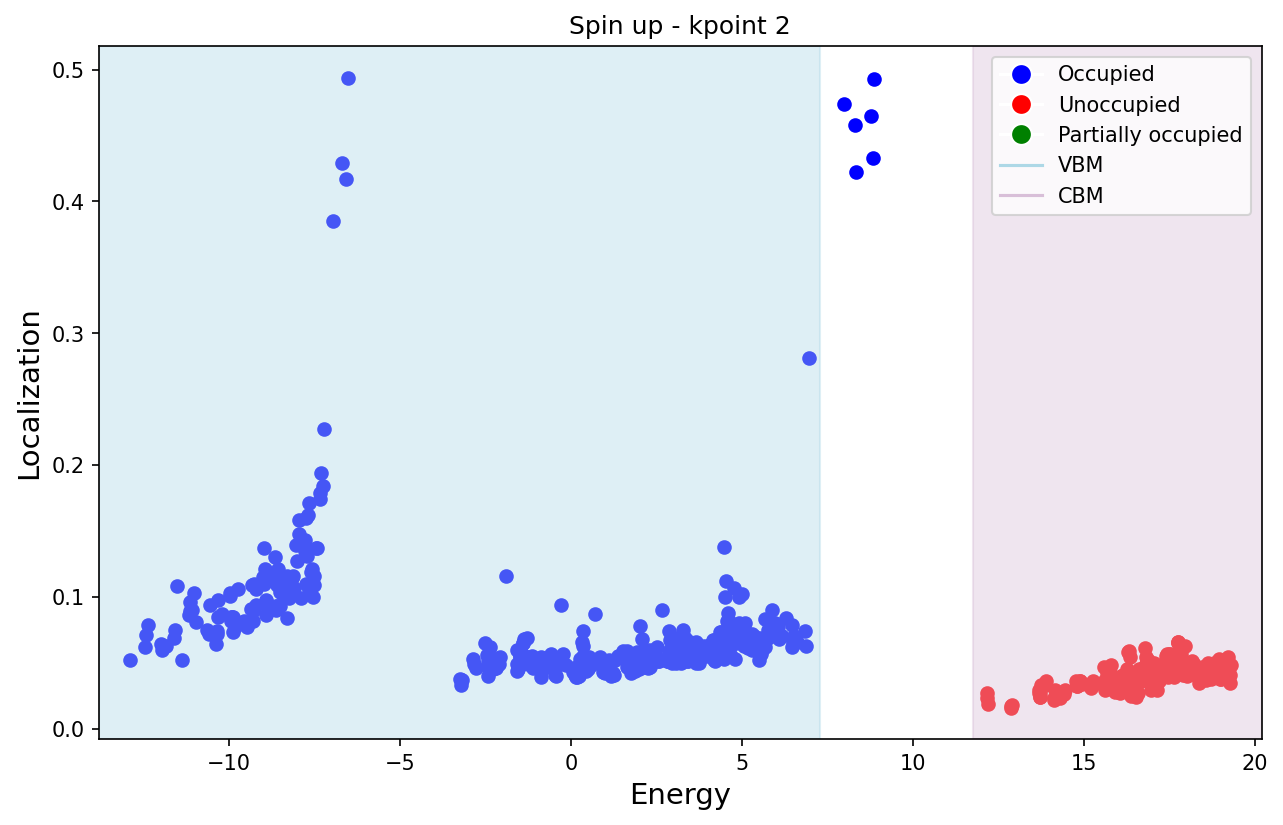 Spin up - kpoint 2
Localization
0.5
0.4
0.3
0.2
0.1
0.0
Occupied
Unoccupied
Partially occupied
VBM
CBM
−10
−5
0
5
10
15
20
Energy